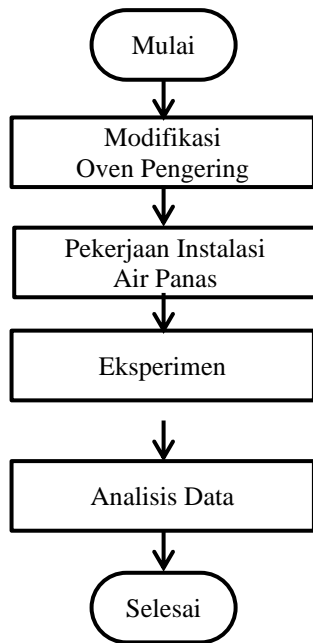 Mulai
Modifikasi
Oven Pengering
Pekerjaan Instalasi
Air Panas
Eksperimen
Analisis Data
Selesai